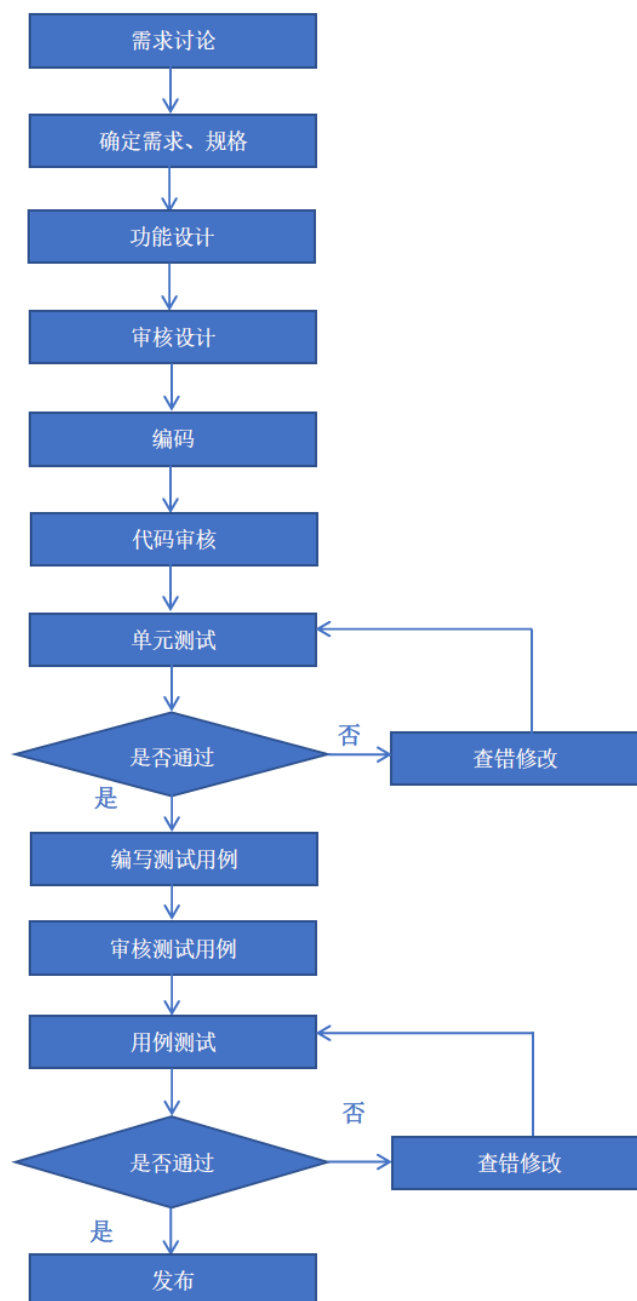 需求讨论
确定需求、规格
功能设计
审核设计
编码
代码审核
单元测试
是否通过
否
查错修改
是
编写测试用例
审核测试用例
用例测试
否
是否通过
查错修改
是
发布